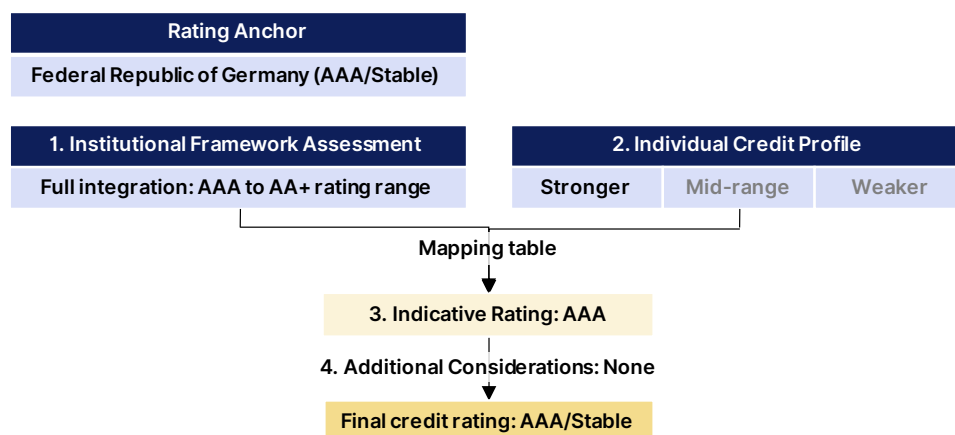 Rating Anchor
Federal Republic of Germany (AAA/Stable)
1. Institutional Framework Assessment
Full integration: AAA to AA+ rating range
2. Individual Credit Profile
Stronger
Mid-range
Weaker
Mapping table
3. Indicative Rating: AAA
4. Additional Considerations: None
Final credit rating: AAA/Stable